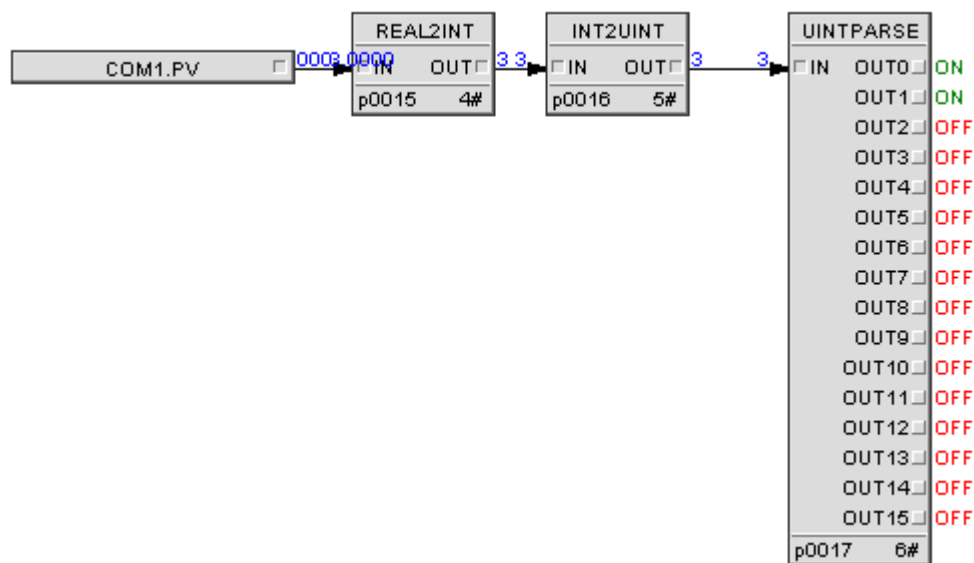 REAL2INT INT2UINT UINTPARSE
COM1.PV 3.0000 IN OUT 3 3 IN OUT 3 3 IN OUT0 ON
p0015 4# p0016 5# OUT1 ON
OUT2 OFF
OUT3 OFF
OUT4 OFF
OUT5 OFF
OUT6 OFF
OUT7 OFF
OUT8 OFF
OUT9 OFF
OUT10 OFF
OUT11 OFF
OUT12 OFF
OUT13 OFF
OUT14 OFF
OUT15 OFF
p0017 6#